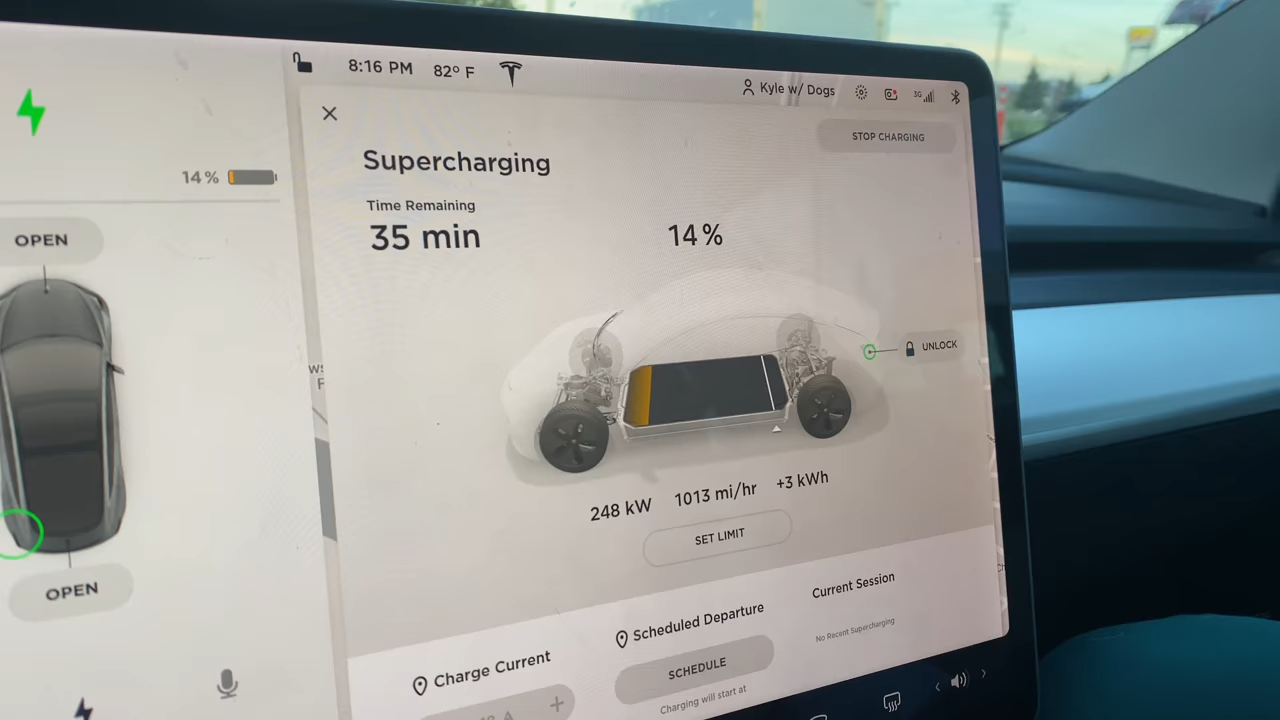 8:16 PM 82° F
Kyle w/ Dogs
3G
STOP CHARGING
Supercharging
14%
Time Remaining
35 min
14%
OPEN
UNLOCK
248 kW 1013 mi/hr +3 kWh
SET LIMIT
OPEN
Current Session
Scheduled Departure
No Recent Supercharging
Charge Current
SCHEDULE
Charging will start at